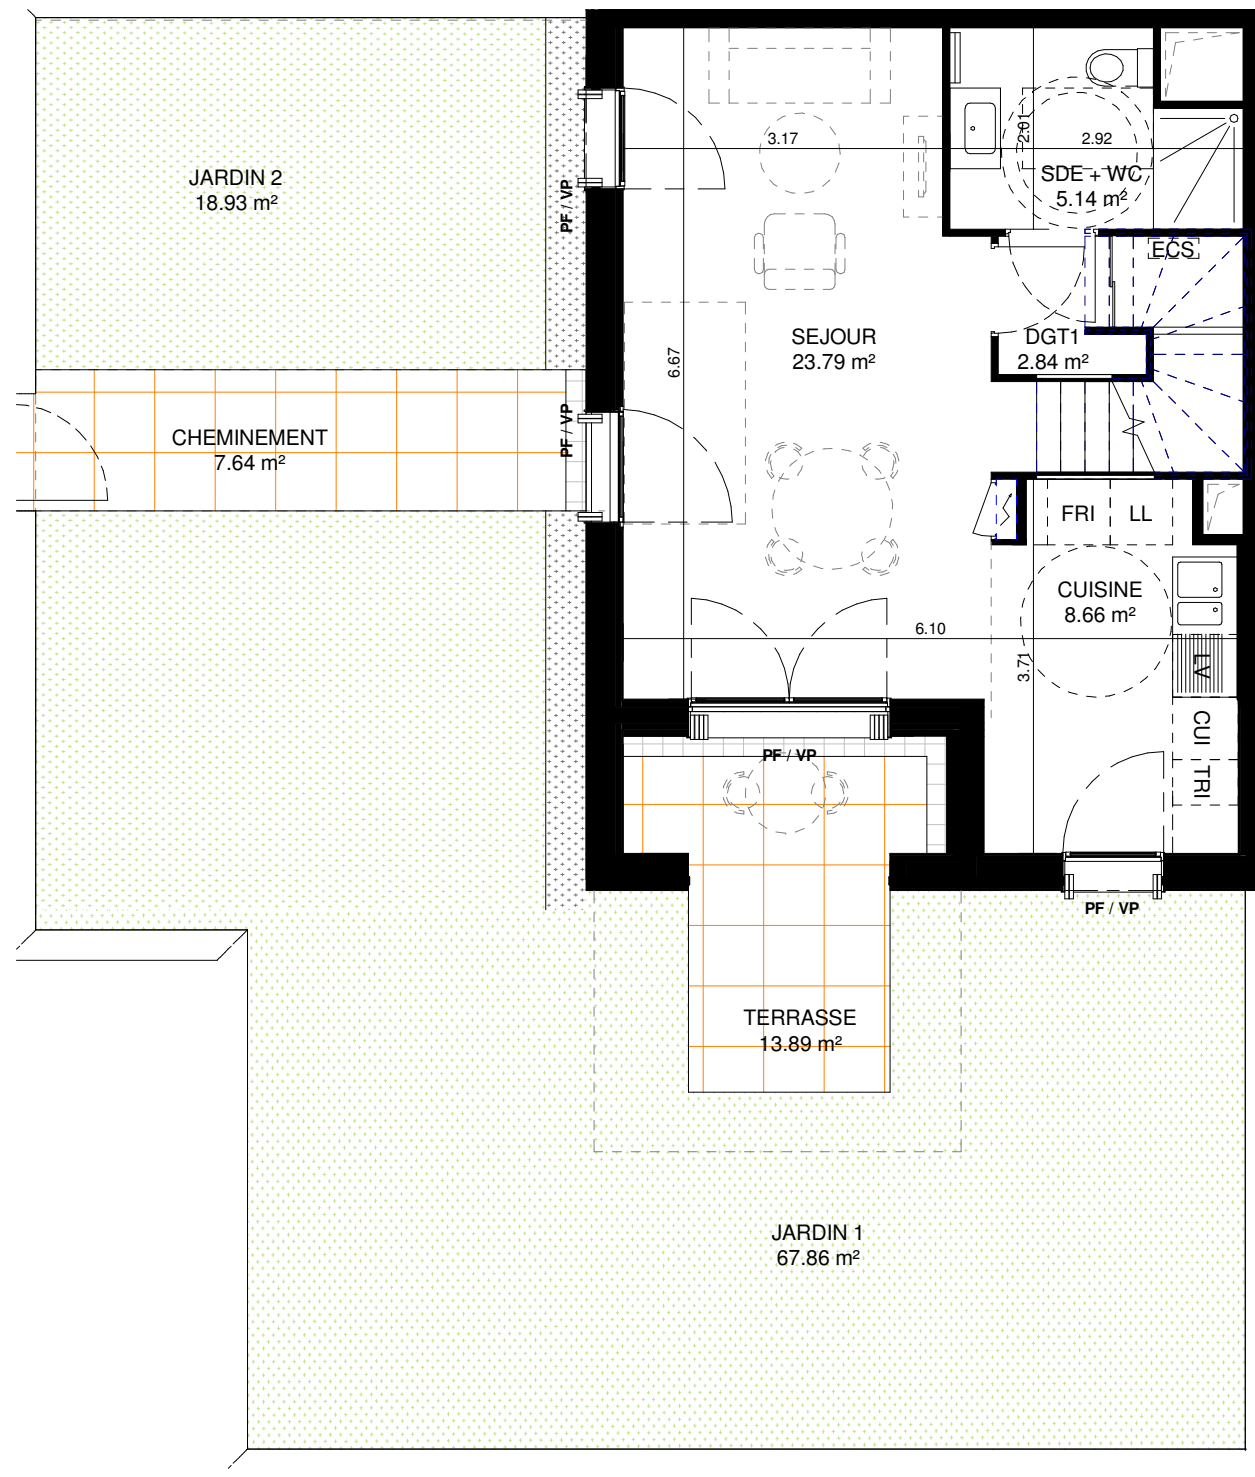 JARDIN 2
18.93 m²
PF / VP
3.17
2.01
2.92
SDE + WC
5.14 m²
ECS
SEJOUR
23.79 m²
DGT1
2.84 m²
6.67
CHEMINEMENT
7.64 m²
PF / VP
FRI
LL
CUISINE
8.66 m²
6.10
3.71
LV
CUI
TRI
PF / VP
PF / VP
TERRASSE
13.89 m²
JARDIN 1
67.86 m²